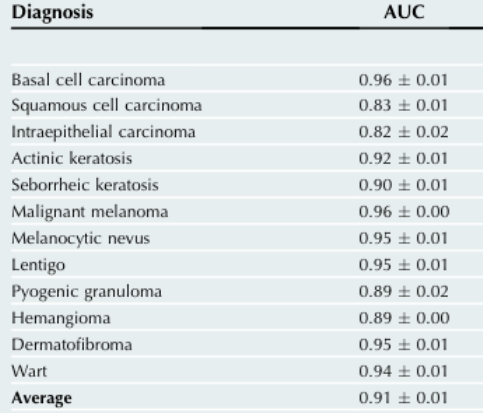 Diagnosis AUC
Basal cell carcinoma 0.96 ± 0.01
Squamous cell carcinoma 0.83 ± 0.01
Intraepithelial carcinoma 0.82 ± 0.02
Actinic keratosis 0.92 ± 0.01
Seborrheic keratosis 0.90 ± 0.01
Malignant melanoma 0.96 ± 0.00
Melanocytic nevus 0.95 ± 0.01
Lentigo 0.95 ± 0.01
Pyogenic granuloma 0.89 ± 0.02
Hemangioma 0.89 ± 0.00
Dermatofibroma 0.95 ± 0.01
Wart 0.94 ± 0.01
Average 0.91 ± 0.01